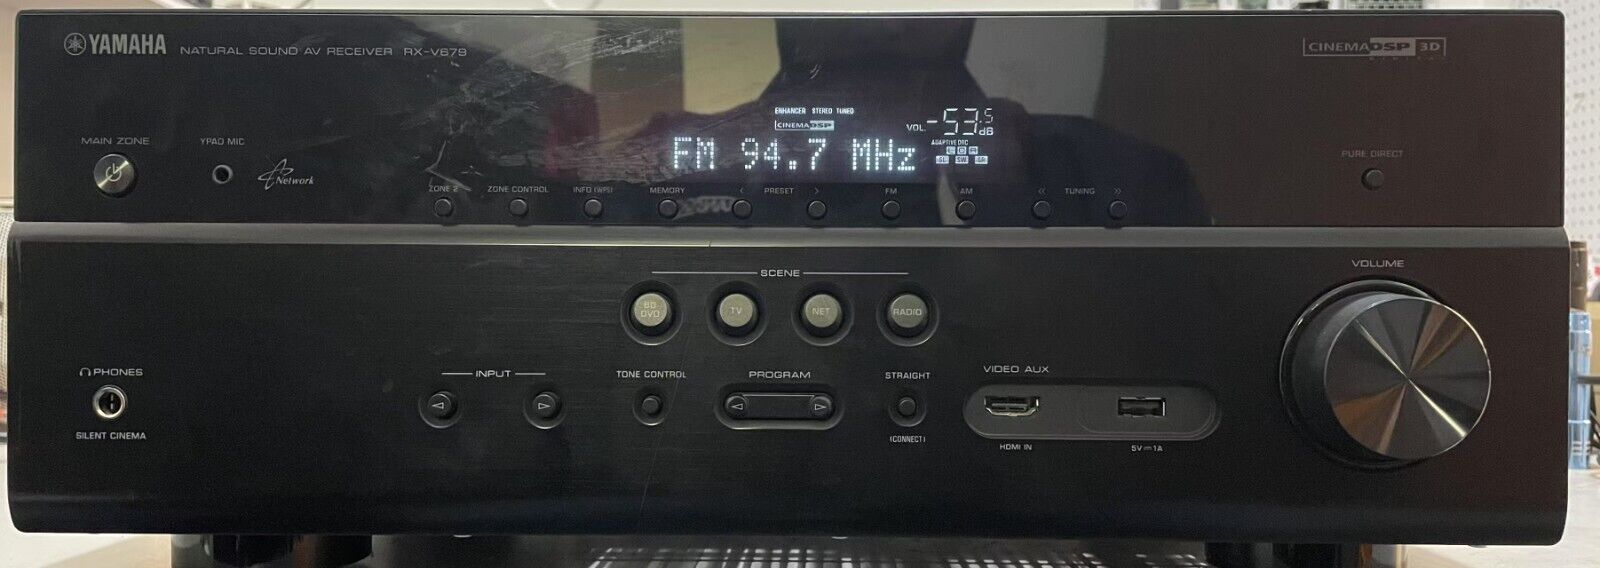 YAMAHA NATURAL SOUND AV RECEIVER RX-V679
CINEMA DSP 3D
ENHANCER STEREO TUNED
CINEMA DSP
VOL. -53.5 dB
ADAPTIVE DRC
FM 94.7 MHz
C
SL SW SR
MAIN ZONE
YPAO MIC
Network
PURE DIRECT
ZONE 2 ZONE CONTROL INFO (WPS) MEMORY < PRESET > FM AM << TUNING >>
SCENE
BD DVD TV NET RADIO
VOLUME
PHONES
SILENT CINEMA
INPUT
TONE CONTROL
PROGRAM
STRAIGHT
(CONNECT)
VIDEO AUX
HDMI IN
5V⎓1A